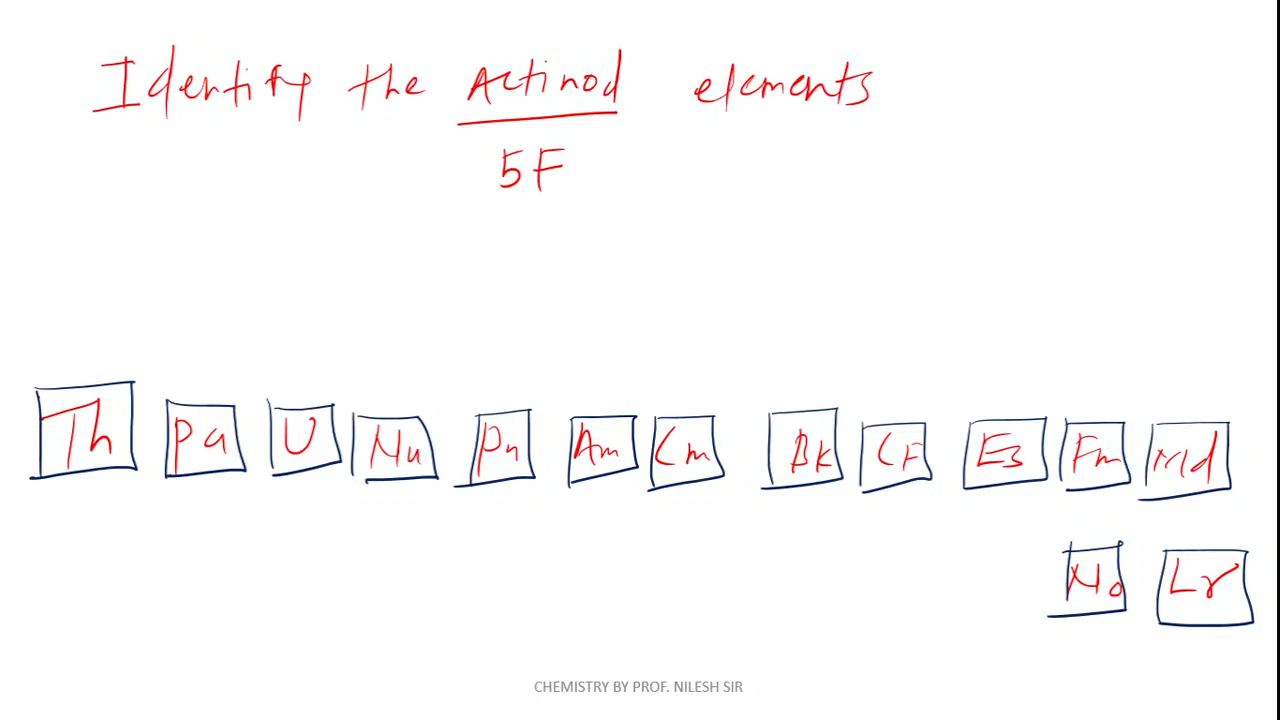 Identify the Actinod elements
5F
Th Pa U Nu Pu Am Cm Bk CF Es Fm Md
No Lr
CHEMISTRY BY PROF. NILESH SIR